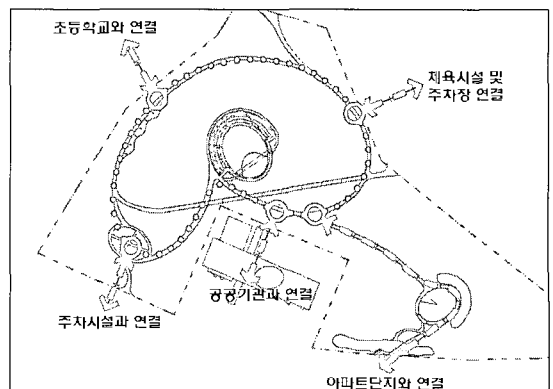 초등학교와 연결
체육시설 및
주차장 연결
공공기관과 연결
주차시설과 연결
아파트단지와 연결